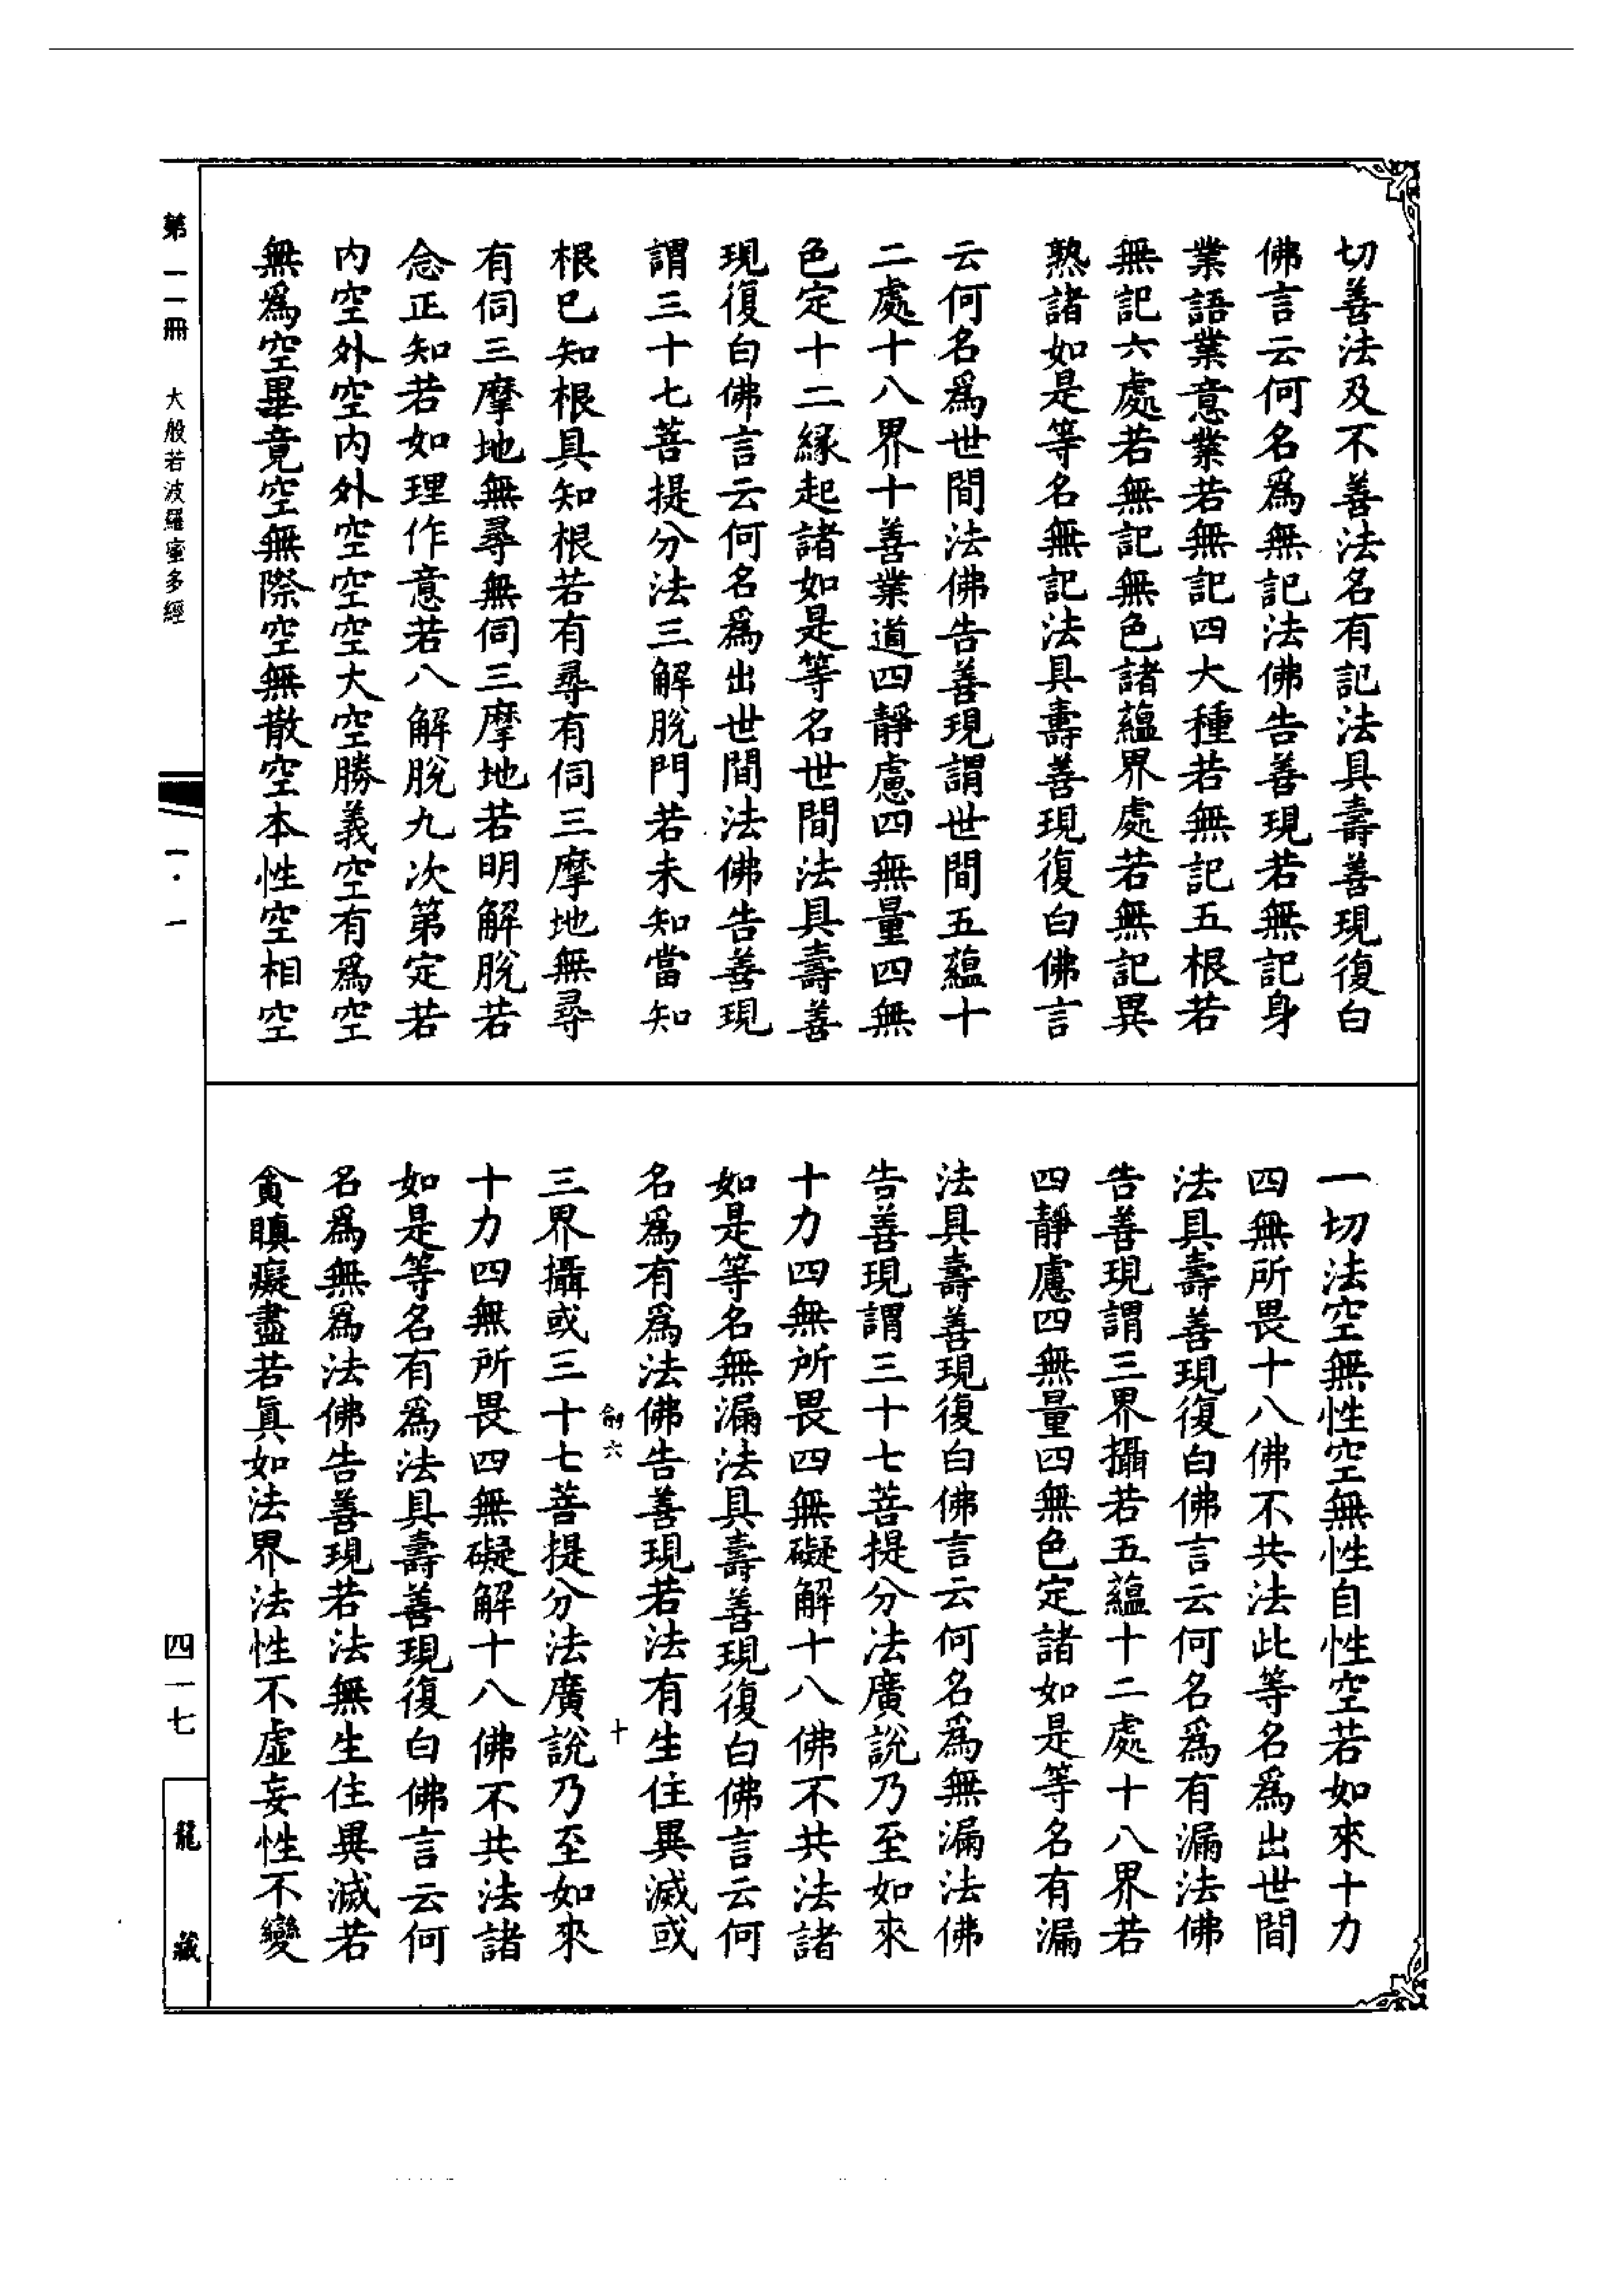 切善法及不善法名有記法具壽善現復白
佛言云何名爲無記法佛告善現若無記身
業語業意業若無記四大種若無記五根若
無記六處若無記無色諸蘊界處若無記異
熟諸如是等名無記法具壽善現復白佛言
云何名爲世間法佛告善現謂世間五蘊十
二處十八界十善業道四靜慮四無量四無
色定十二緣起諸如是等名世間法具壽善
現復白佛言云何名爲出世間法佛告善現
謂三十七菩提分法三解脫門若未知當知
根已知根具知根若有尋有伺三摩地無尋
有伺三摩地無尋無伺三摩地若明解脫若
念正知若如理作意若八解脫九次第定若
內空外空內外空空空大空勝義空有爲空
無爲空畢竟空無際空無散空本性空相空
一切法空無性空無性自性空若如來十力
四無所畏十八佛不共法此等名爲出世間
法具壽善現復白佛言云何名爲有漏法佛
告善現謂三界攝若五蘊十二處十八界若
四靜慮四無量四無色定諸如是等名有漏
法具壽善現復白佛言云何名爲無漏法佛
告善現謂三十七菩提分法廣說乃至如來
十力四無所畏四無礙解十八佛不共法諸
如是等名無漏法具壽善現復白佛言云何
名爲有爲法佛告善現若法有生住異滅或
六 十
三界攝或三十七菩提分法廣說乃至如來
十力四無所畏四無礙解十八佛不共法諸
如是等名有爲法具壽善現復白佛言云何
名爲無爲法佛告善現若法無生住異滅若
貪瞋癡盡若眞如法界法性不虛妄性不變
第一一冊 大般若波羅蜜多經
一·一
四一七
龍藏